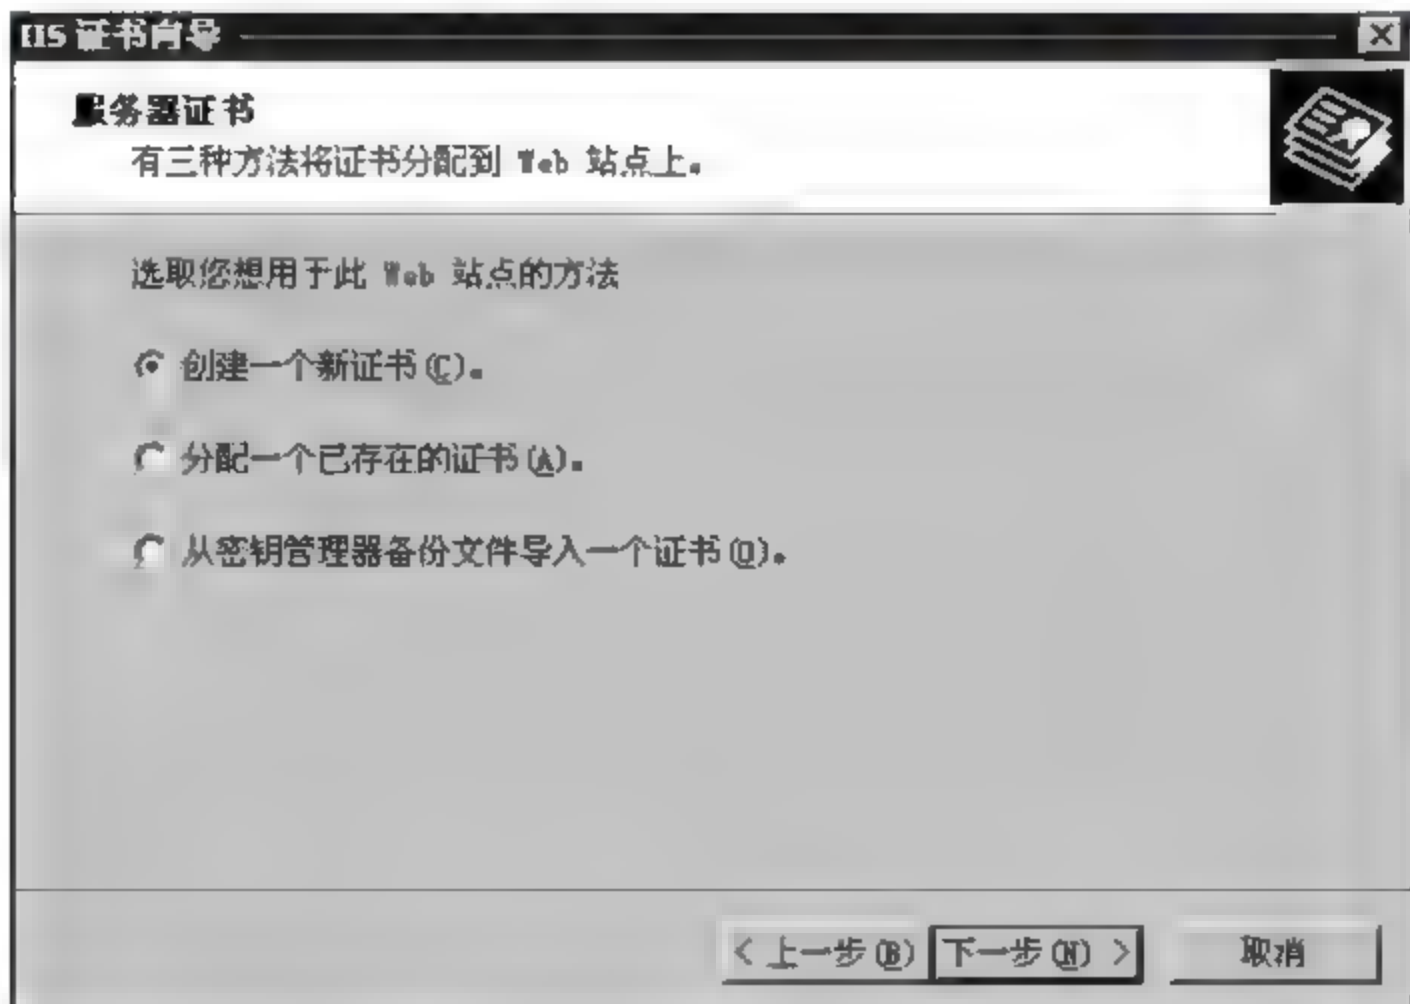 IIS 证书向导
服务器证书
有三种方法将证书分配到 Web 站点上。
选取您想用于此 Web 站点的方法
创建一个新证书(C)。
分配一个已存在的证书(A)。
从密钥管理器备份文件导入一个证书(O)。
< 上一步(B) 下一步(N) > 取消